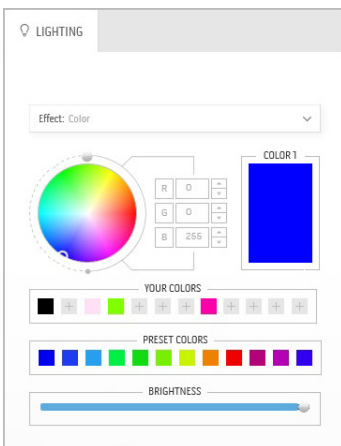 LIGHTING
Effect: Color
COLOR 1
R 0
G 0
B 255
YOUR COLORS
PRESET COLORS
BRIGHTNESS